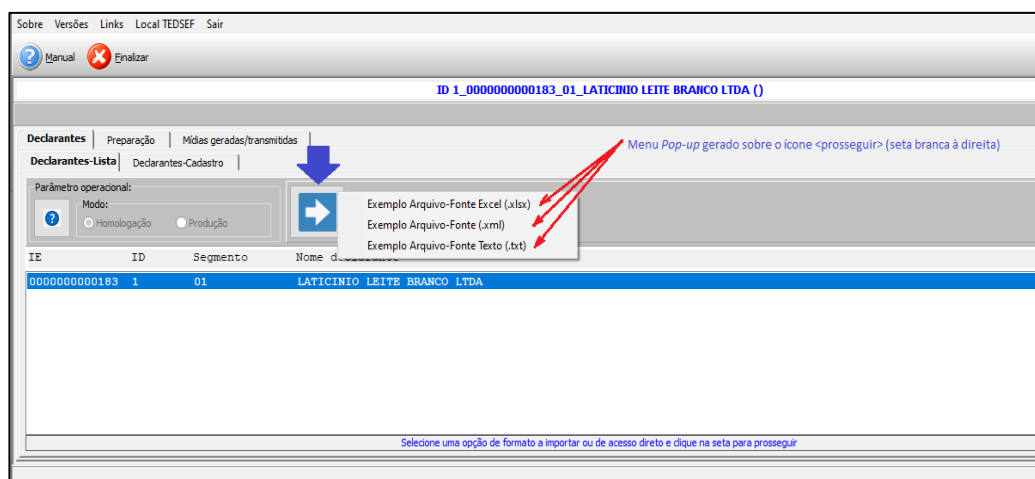 Sobre Versões Links Local TEDSEF Sair
Manual Finalizar
ID 1_0000000000183_01_LATICINIO LEITE BRANCO LTDA ()
Declarantes Preparação Mídias geradas/transmitidas
Menu Pop-up gerado sobre o ícone <prosseguir> (seta branca à direita)
Declarantes-Lista Declarantes-Cadastro
Parâmetro operacional:
Modo:
Homologação Produção
Exemplo Arquivo-Fonte Excel (.xlsx)
Exemplo Arquivo-Fonte (.xml)
Exemplo Arquivo-Fonte Texto (.txt)
IE ID Segmento Nome
0000000000183 1 01 LATICINIO LEITE BRANCO LTDA
Selecione uma opção de formato a importar ou de acesso direto e clique na seta para prosseguir